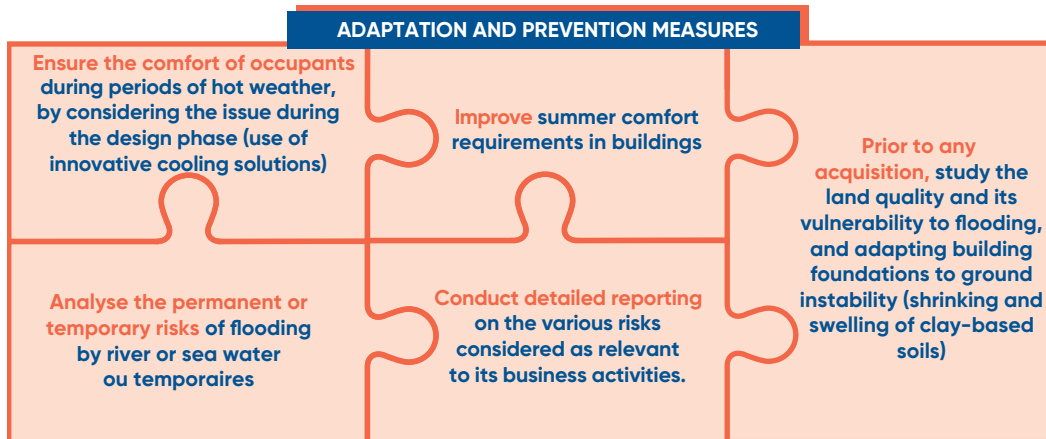 ADAPTATION AND PREVENTION MEASURES
Ensure the comfort of occupants
during periods of hot weather,
by considering the issue during
the design phase (use of
innovative cooling solutions)
Improve summer comfort
requirements in buildings
Prior to any
acquisition, study the
land quality and its
vulnerability to flooding,
and adapting building
foundations to ground
instability (shrinking and
swelling of clay-based
soils)
Analyse the permanent or
temporary risks of flooding
by river or sea water
ou temporaires
Conduct detailed reporting
on the various risks
considered as relevant
to its business activities.